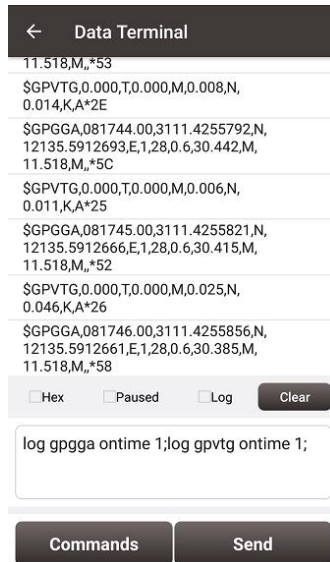 ← Data Terminal
11.518,M,,*53
$GPVTG,0.000,T,0.000,M,0.008,N,
0.014,K,A*2E
$GPGGA,081744.00,3111.4255792,N,
12135.5912693,E,1,28,0.6,30.442,M,
11.518,M,,*5C
$GPVTG,0.000,T,0.000,M,0.006,N,
0.011,K,A*25
$GPGGA,081745.00,3111.4255821,N,
12135.5912666,E,1,28,0.6,30.415,M,
11.518,M,,*52
$GPVTG,0.000,T,0.000,M,0.025,N,
0.046,K,A*26
$GPGGA,081746.00,3111.4255856,N,
12135.5912661,E,1,28,0.6,30.385,M,
11.518,M,,*58
Hex Paused Log Clear
log gpgga ontime 1;log gpvtg ontime 1;
Commands Send